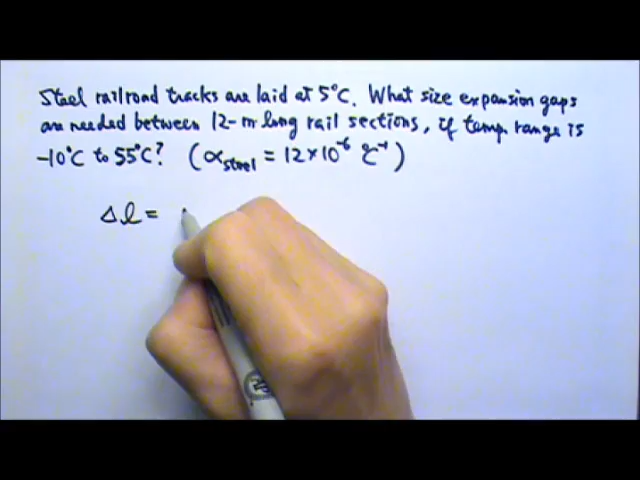 Steel railroad tracks are laid at 5°C. What size expansion gaps
are needed between 12-m long rail sections, if temp range is
-10°C to 55°C? (α steel = 12×10⁻⁶ °C⁻¹)
Δl =